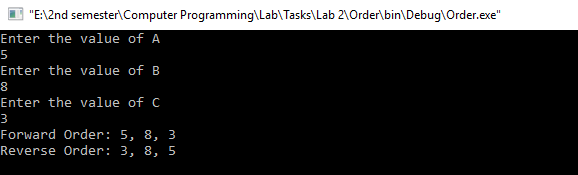 "E:\2nd semester\Computer Programming\Lab\Tasks\Lab 2\Order\bin\Debug\Order.exe"
Enter the value of A
5
Enter the value of B
8
Enter the value of C
3
Forward Order: 5, 8, 3
Reverse Order: 3, 8, 5